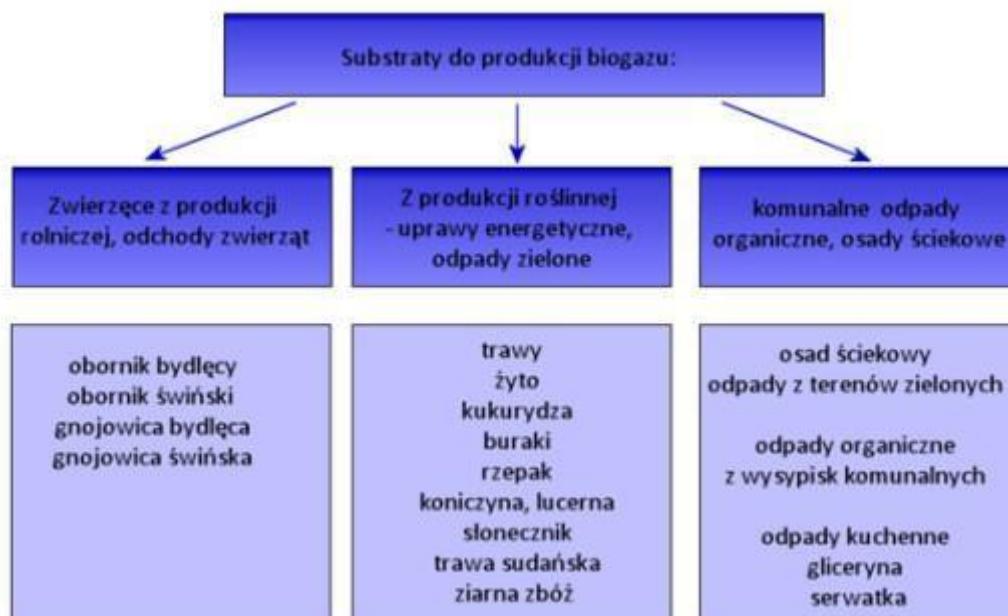 Substraty do produkcji biogazu:
Zwierzęce z produkcji
rolniczej, odchody zwierząt
Z produkcji roślinnej
- uprawy energetyczne,
odpady zielone
komunalne odpady
organiczne, osady ściekowe
obornik bydlęcy
obornik świński
gnojowica bydlęca
gnojowica świńska
trawy
żyto
kukurydza
buraki
rzepak
koniczyna, lucerna
słonecznik
trawa sudańska
ziarna zbóż
osad ściekowy
odpady z terenów zielonych
odpady organiczne
z wysypisk komunalnych
odpady kuchenne
gliceryna
serwatka